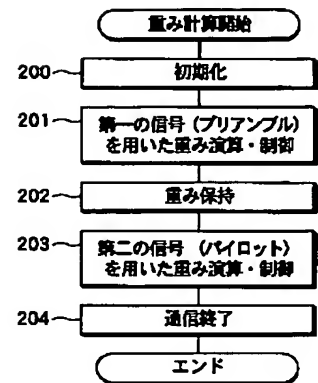 重み計算開始
200
初期化
201
第一の信号(プリアンブル)
を用いた重み演算・制御
202
重み保持
203
第二の信号 (パイロット)
を用いた重み演算・制御
204
通信終了
エンド